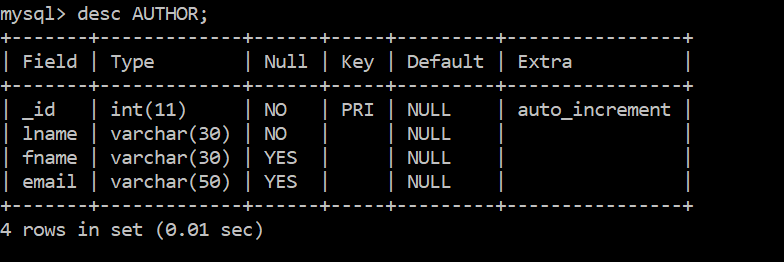 mysql> desc AUTHOR;
+-------+-------------+------+-----+---------+----------------+
| Field | Type        | Null | Key | Default | Extra          |
+-------+-------------+------+-----+---------+----------------+
| _id   | int(11)     | NO   | PRI | NULL    | auto_increment |
| lname | varchar(30) | NO   |     | NULL    |                |
| fname | varchar(30) | YES  |     | NULL    |                |
| email | varchar(50) | YES  |     | NULL    |                |
+-------+-------------+------+-----+---------+----------------+
4 rows in set (0.01 sec)